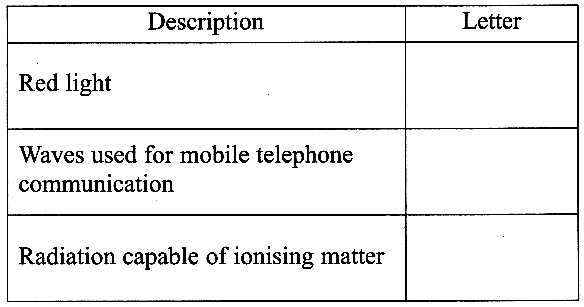 Description Letter
Red light
Waves used for mobile telephone
communication
Radiation capable of ionising matter